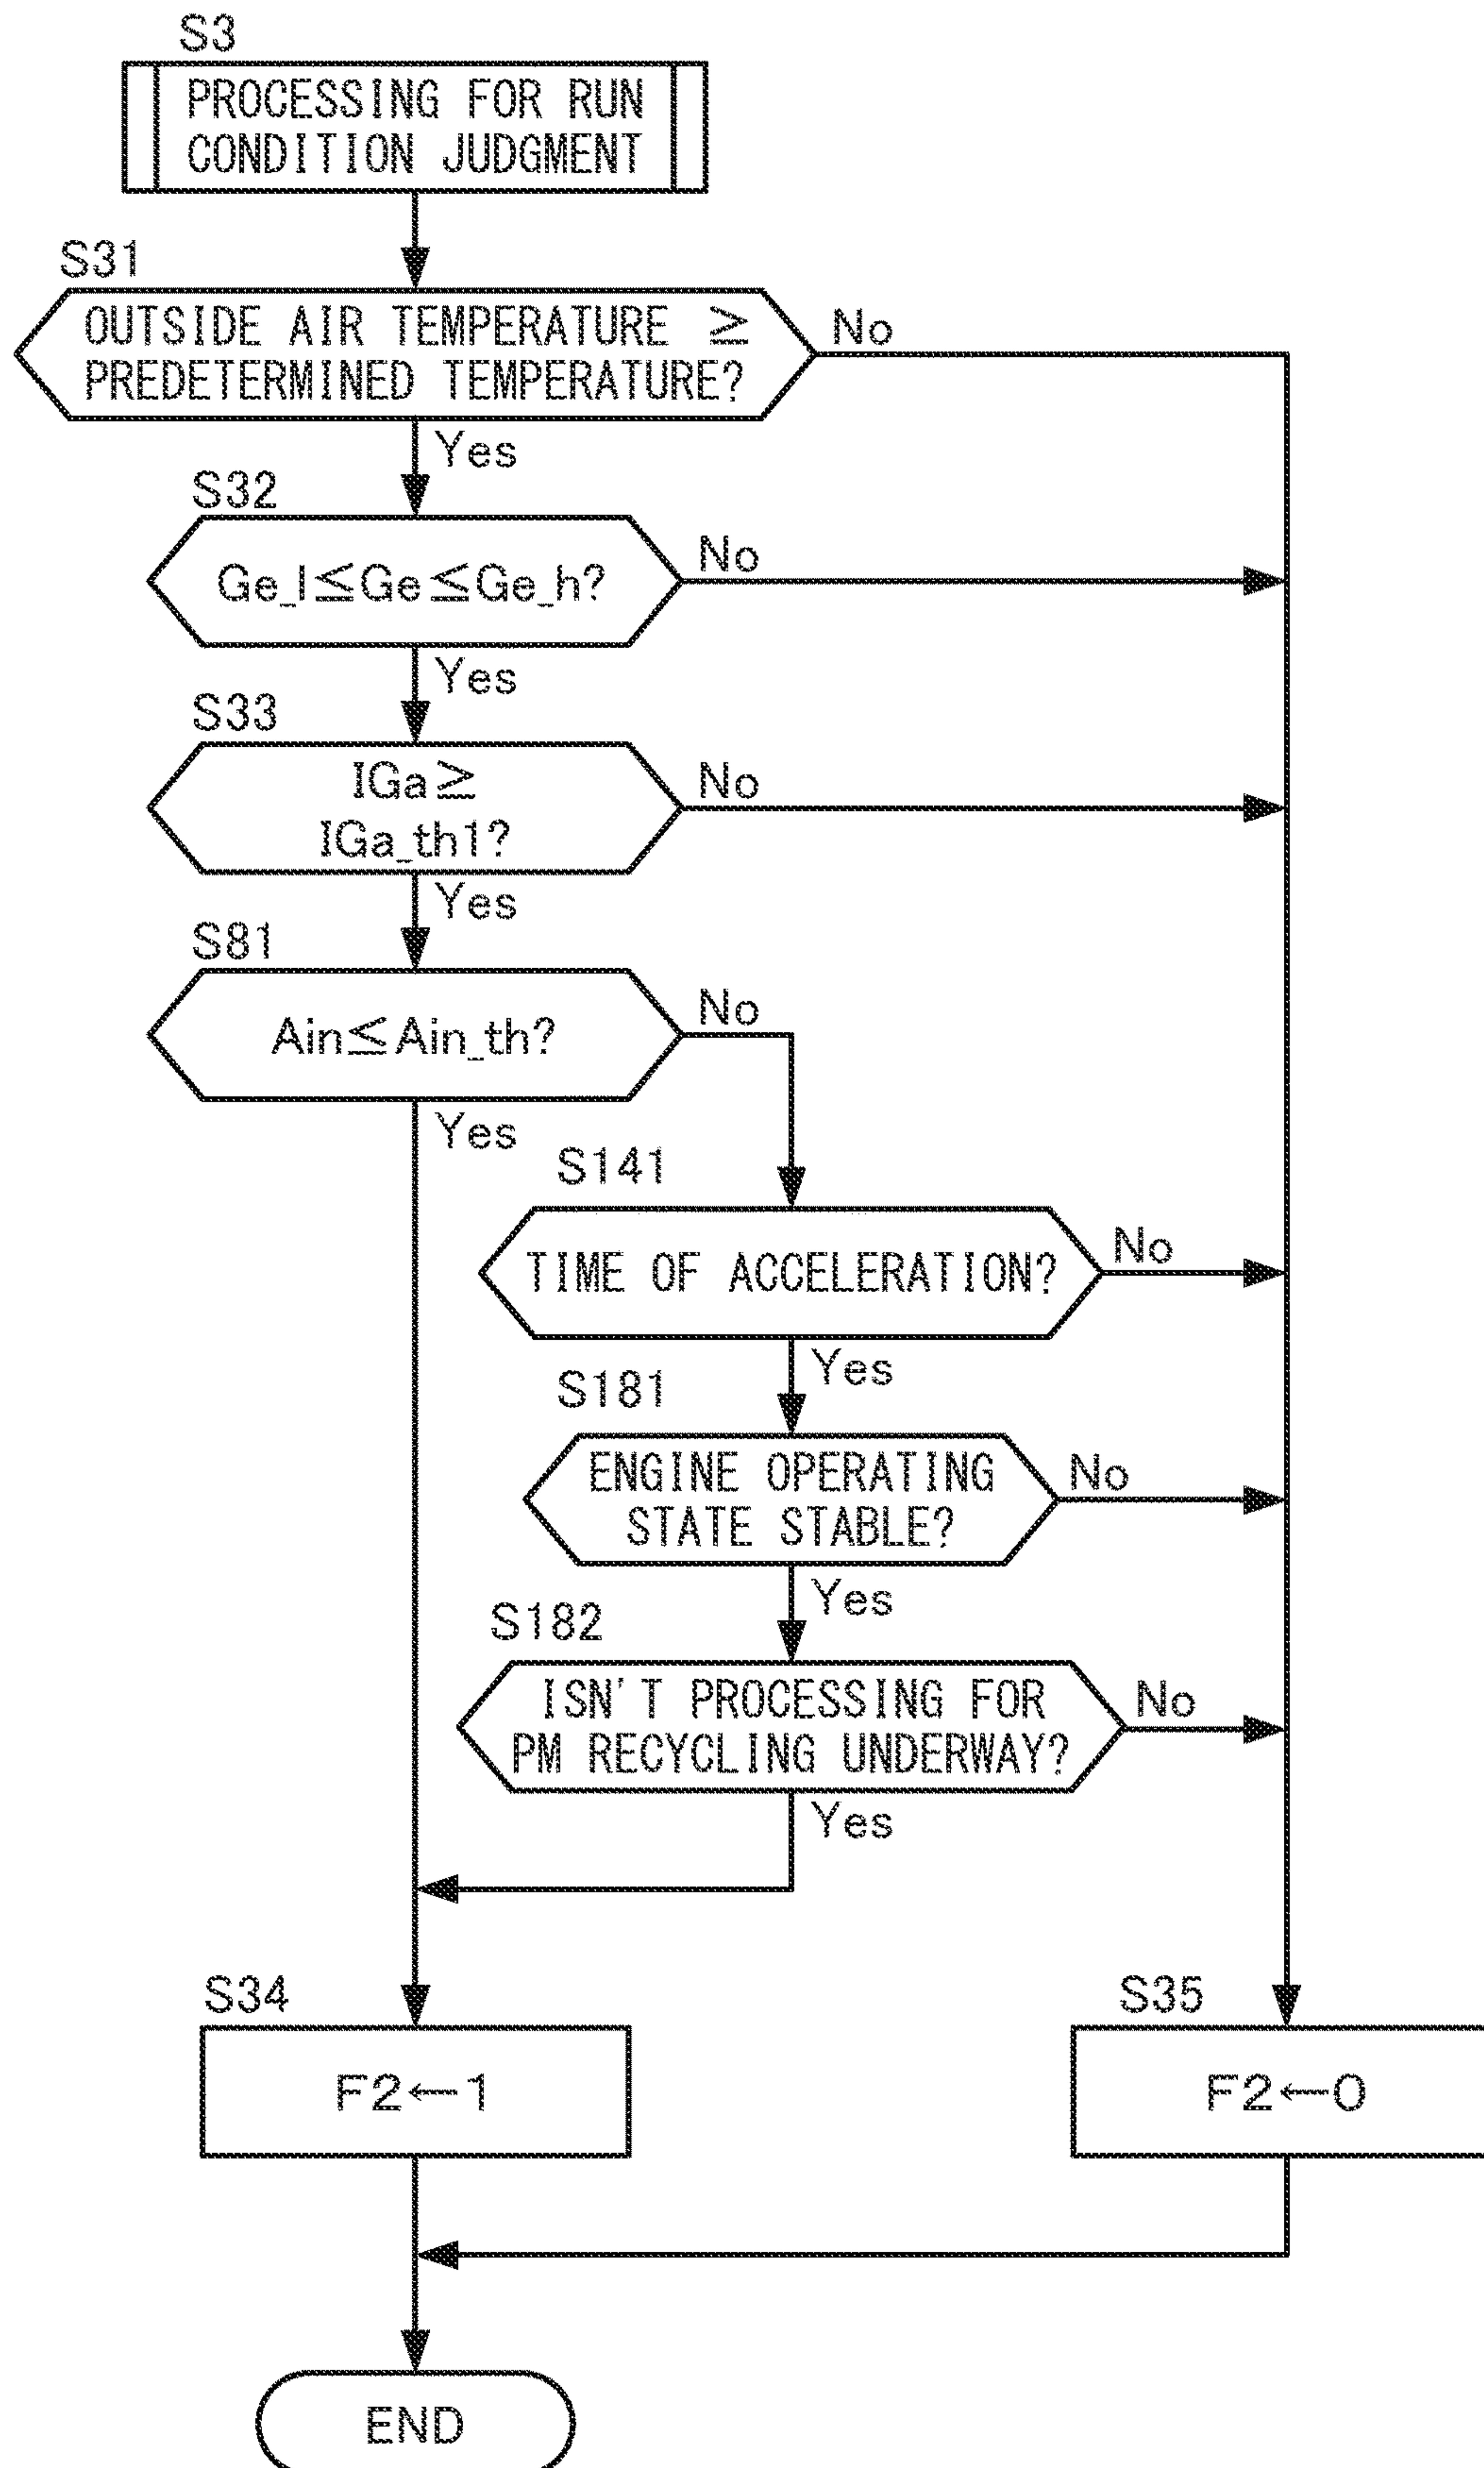 S3
PROCESSING FOR RUN
CONDITION JUDGMENT
S31
OUTSIDE AIR TEMPERATURE ≧
PREDETERMINED TEMPERATURE?
No
Yes
S32
Ge_l≦Ge≦Ge_h?
No
Yes
S33
IGa≧
IGa_th1?
No
Yes
S81
Ain≦Ain_th?
No
Yes
S141
TIME OF ACCELERATION?
No
Yes
S181
ENGINE OPERATING
STATE STABLE?
No
Yes
S182
ISN'T PROCESSING FOR
PM RECYCLING UNDERWAY?
No
Yes
S34
F2←1
S35
F2←0
END